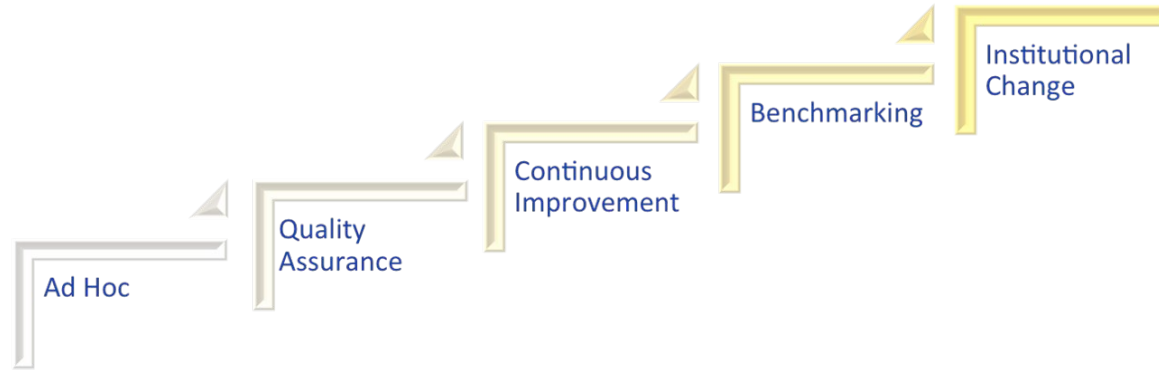 Ad Hoc
Quality
Assurance
Continuous
Improvement
Benchmarking
Institutional
Change